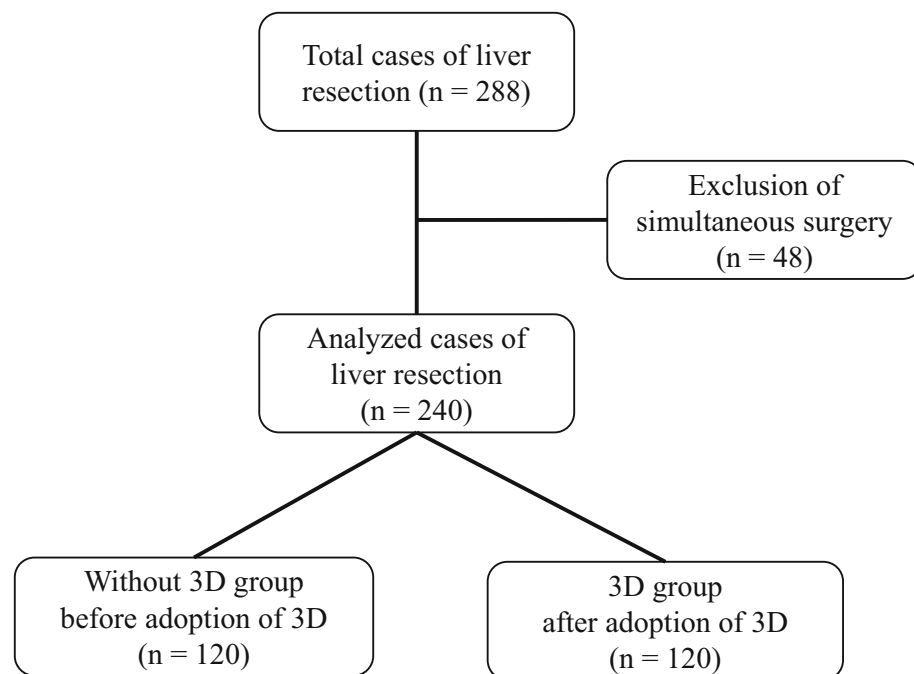 Total cases of liver
resection (n = 288)
Exclusion of
simultaneous surgery
(n = 48)
Analyzed cases of
liver resection
(n = 240)
Without 3D group
before adoption of 3D
(n = 120)
3D group
after adoption of 3D
(n = 120)